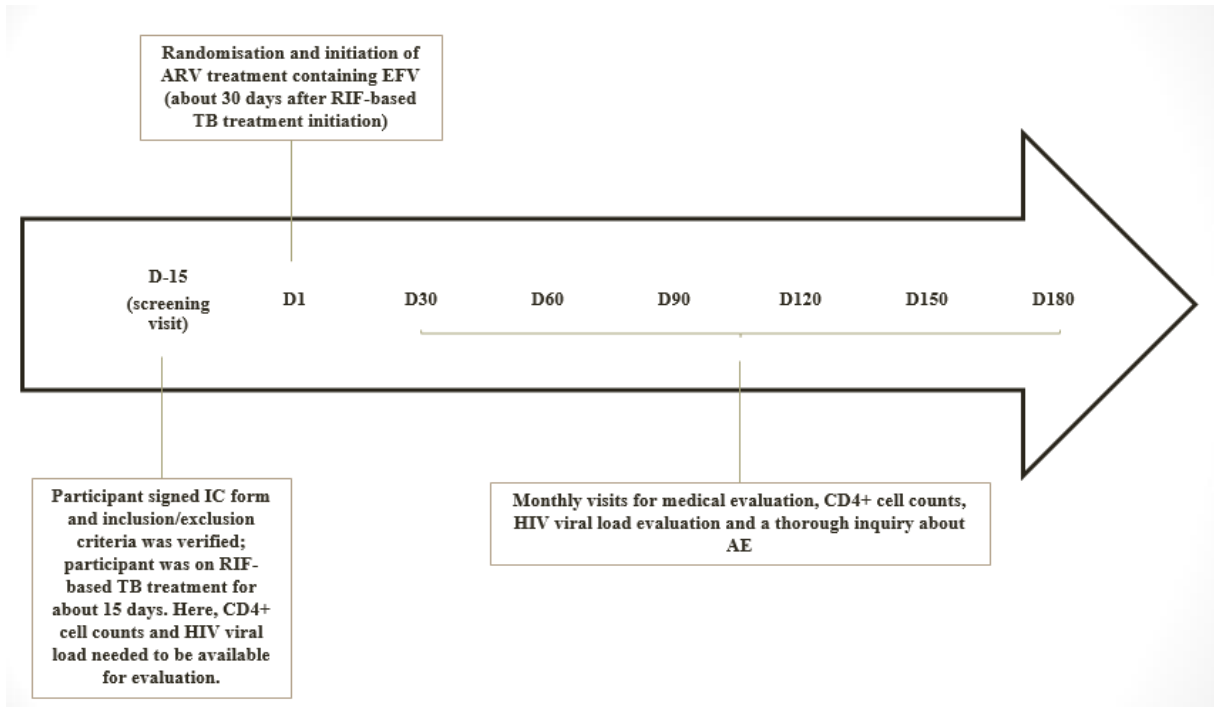 Randomisation and initiation of
ARV treatment containing EFV
(about 30 days after RIF-based
TB treatment initiation)
D-15
(screening
visit)
D1
D30
D60
D90
D120
D150
D180
Participant signed IC form
and inclusion/exclusion
criteria was verified;
participant was on RIF-
based TB treatment for
about 15 days. Here, CD4+
cell counts and HIV viral
load needed to be available
for evaluation.
Monthly visits for medical evaluation, CD4+ cell counts,
HIV viral load evaluation and a thorough inquiry about
AE